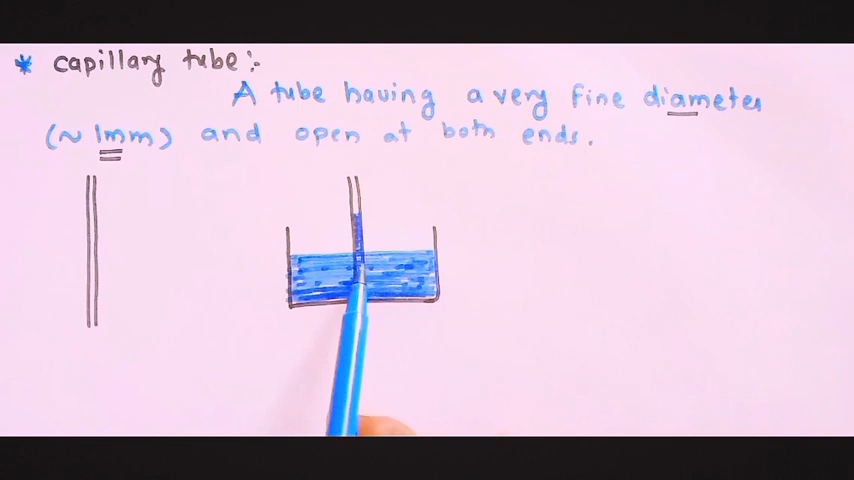 * capillary tube:-
A tube having a very fine diameter
(~ 1mm) and open at both ends.